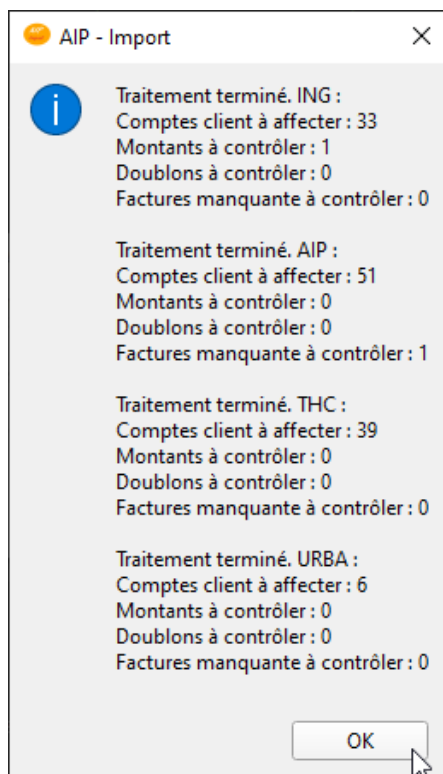 AIP - Import
Traitement terminé. ING :
Comptes client à affecter : 33
Montants à contrôler : 1
Doublons à contrôler : 0
Factures manquante à contrôler : 0
Traitement terminé. AIP :
Comptes client à affecter : 51
Montants à contrôler : 0
Doublons à contrôler : 0
Factures manquante à contrôler : 1
Traitement terminé. THC :
Comptes client à affecter : 39
Montants à contrôler : 0
Doublons à contrôler : 0
Factures manquante à contrôler : 0
Traitement terminé. URBA :
Comptes client à affecter : 6
Montants à contrôler : 0
Doublons à contrôler : 0
Factures manquante à contrôler : 0
OK